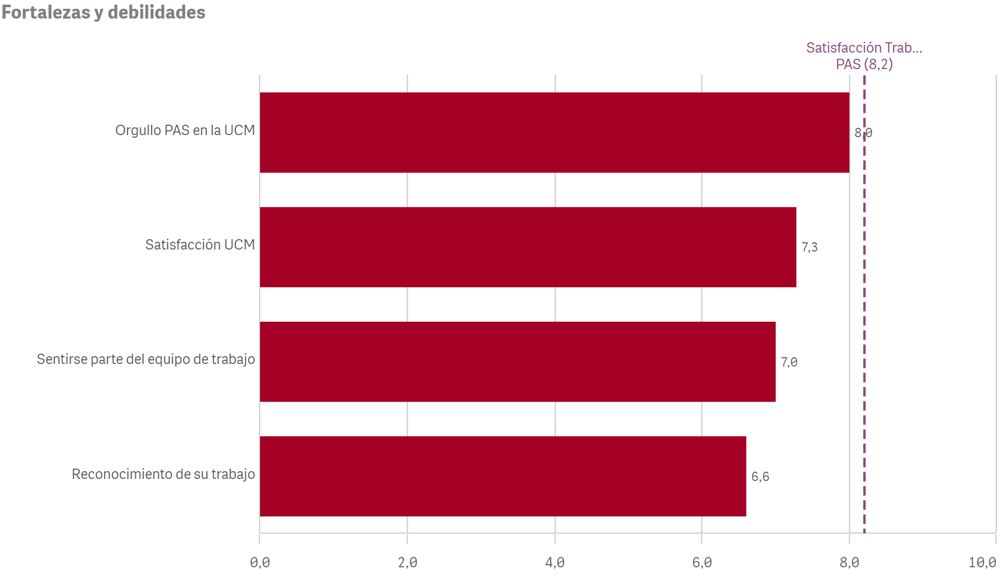 Fortalezas y debilidades
Satisfacción Trab...
PAS (8,2)
Orgullo PAS en la UCM
8,0
Satisfacción UCM
7,3
Sentirse parte del equipo de trabajo
7,0
Reconocimiento de su trabajo
6,6
0,0 2,0 4,0 6,0 8,0 10,0